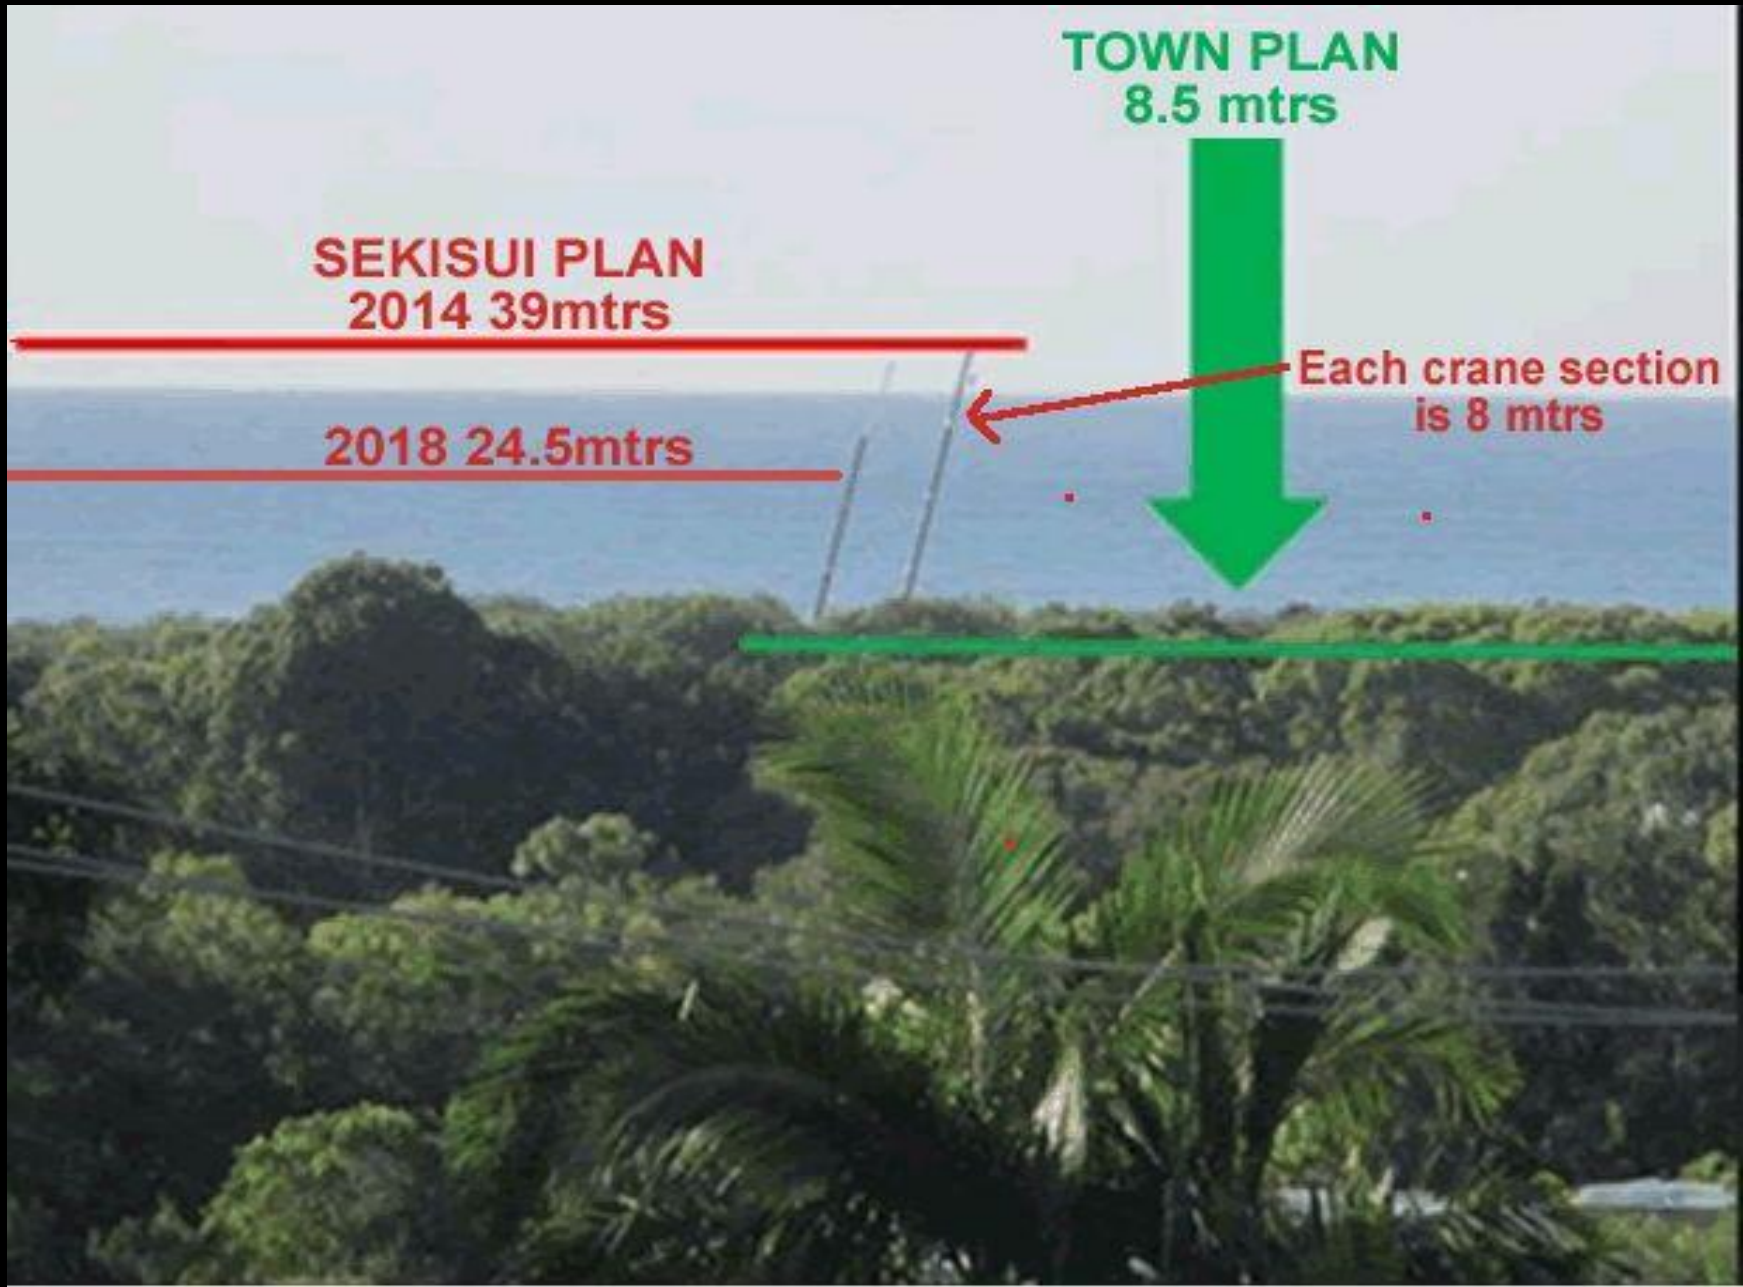 TOWN PLAN
8.5 mtrs
SEKISUI PLAN
2014 39mtrs
Each crane section
is 8 mtrs
2018 24.5mtrs